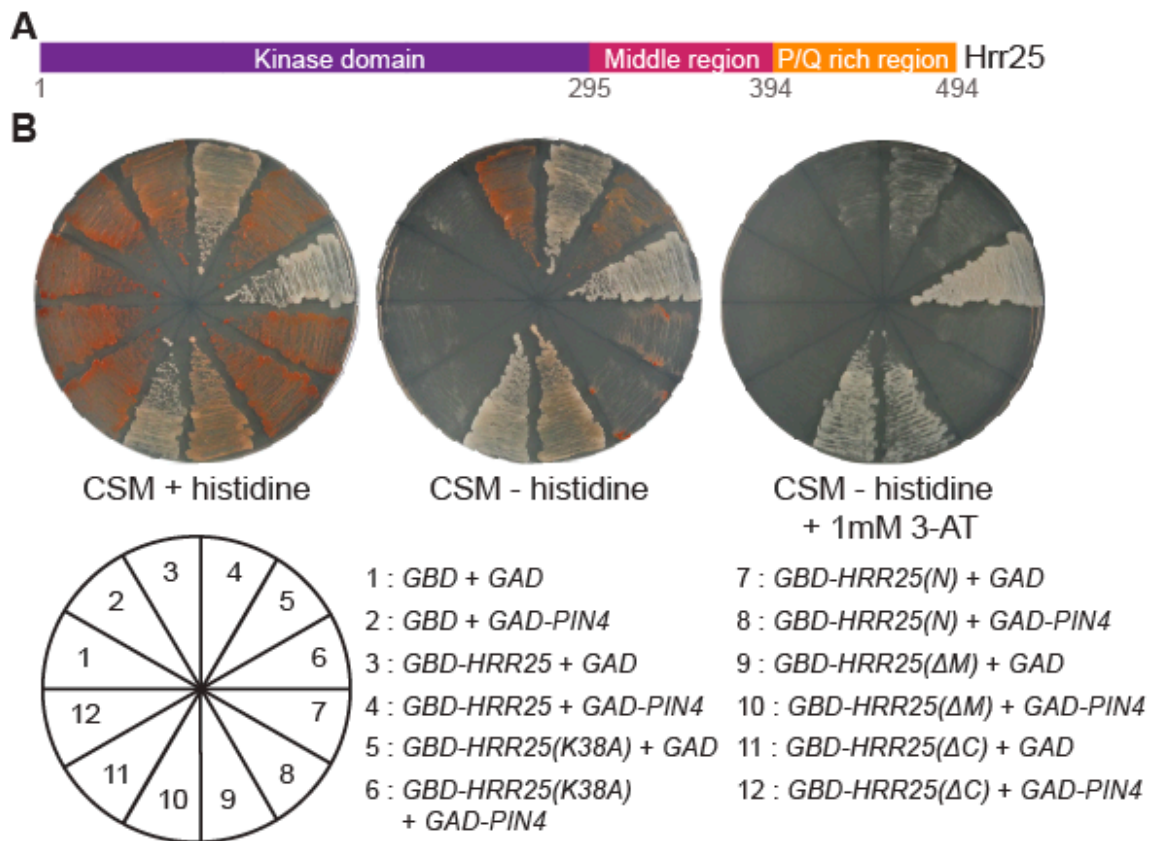 A
Kinase domain Middle region P/Q rich region Hrr25
1 295 394 494
B
CSM + histidine
CSM - histidine
CSM - histidine
+ 1mM 3-AT
1 2 3 4 5 6 7 8 9 10 11 12
1 : GBD + GAD
2 : GBD + GAD-PIN4
3 : GBD-HRR25 + GAD
4 : GBD-HRR25 + GAD-PIN4
5 : GBD-HRR25(K38A) + GAD
6 : GBD-HRR25(K38A)
+ GAD-PIN4
7 : GBD-HRR25(N) + GAD
8 : GBD-HRR25(N) + GAD-PIN4
9 : GBD-HRR25(ΔM) + GAD
10 : GBD-HRR25(ΔM) + GAD-PIN4
11 : GBD-HRR25(ΔC) + GAD
12 : GBD-HRR25(ΔC) + GAD-PIN4